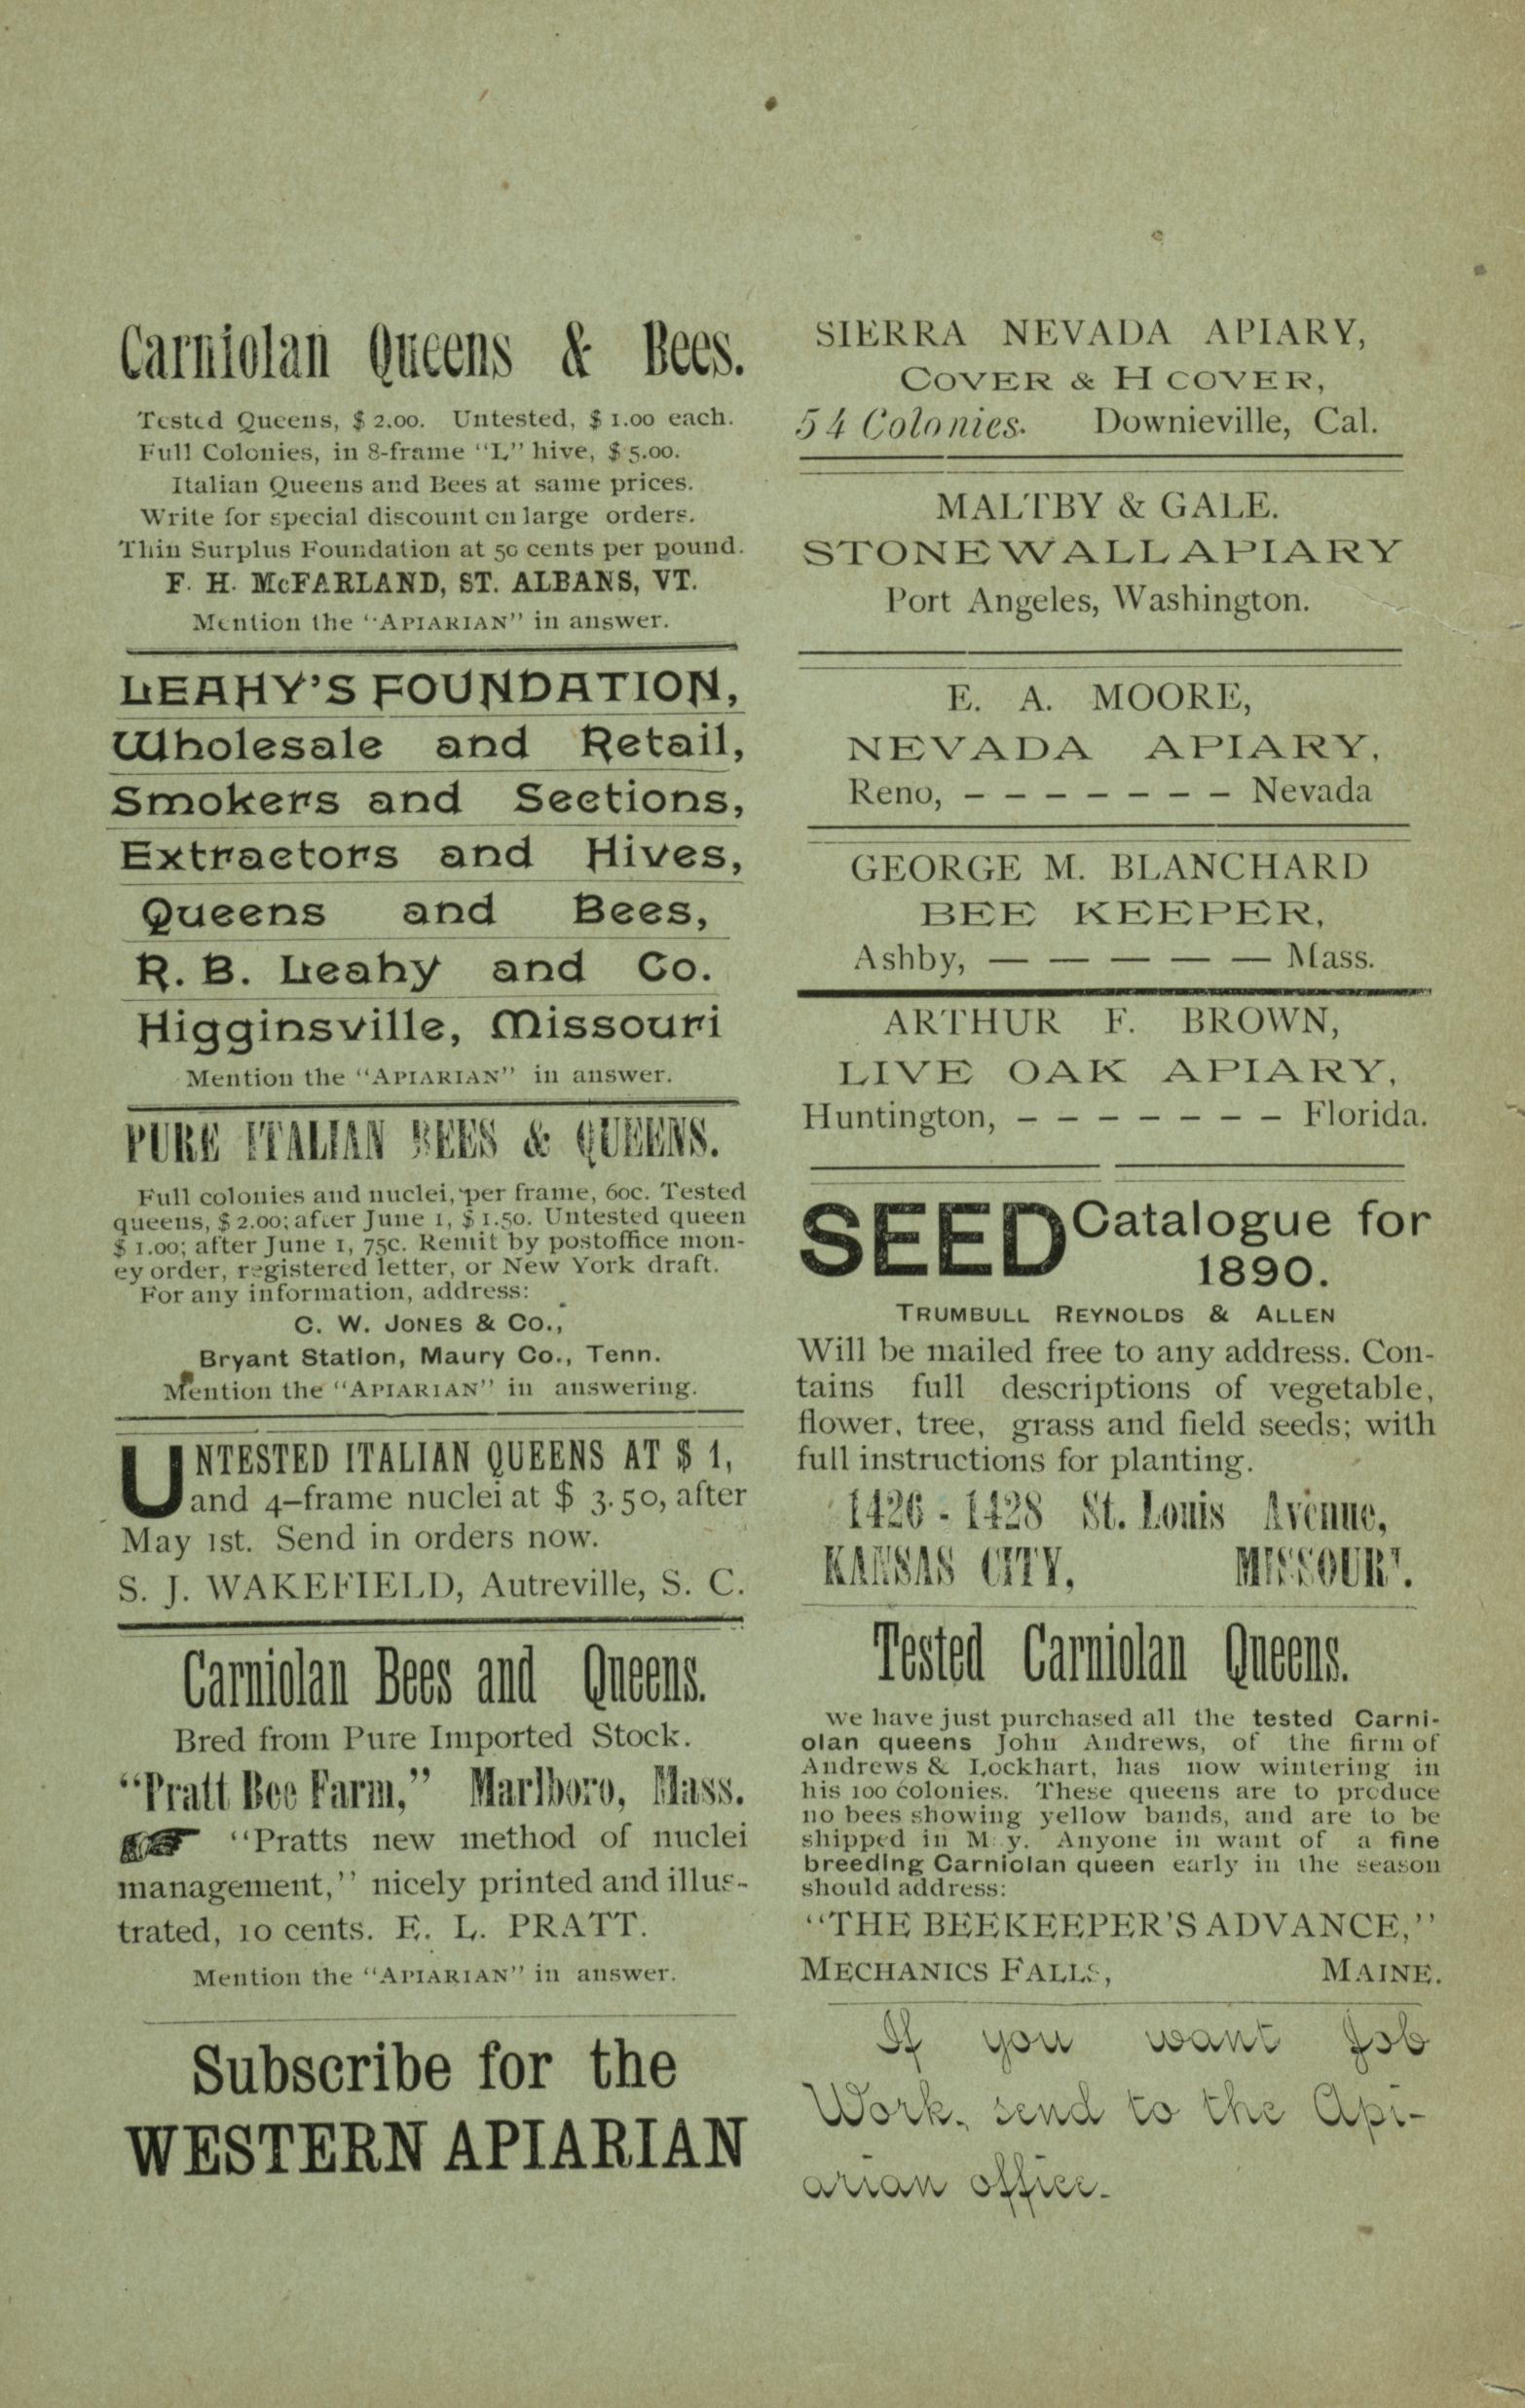 Carniolan Queens & Bees.
Tested Queens, $ 2.00. Untested, $ 1.00 each.
Full Colonies, in 8-frame "L" hive, $ 5.00.
Italian Queens and Bees at same prices.
Write for special discount on large orders.
Thin Surplus Foundation at 50 cents per pound.
F. H. McFARLAND, ST. ALBANS, VT.
Mention the "APIARIAN" in answer.
LEAHY'S FOUNDATION,
Wholesale and Retail,
Smokers and Sections,
Extractors and Hives,
Queens and Bees,
R. B. Leahy and Co.
Higginsville, Missouri
Mention the "APIARIAN" in answer.
PURE ITALIAN BEES & QUEENS.
Full colonies and nuclei, per frame, 60c. Tested
queens, $ 2.00; after June 1, $ 1.50. Untested queen
$ 1.00; after June 1, 75c. Remit by postoffice mon-
ey order, registered letter, or New York draft.
For any information, address:
C. W. JONES & CO.,
Bryant Station, Maury Co., Tenn.
Mention the "APIARIAN" in answering.
UNTESTED ITALIAN QUEENS AT $ 1,
and 4-frame nuclei at $ 3.50, after
May 1st. Send in orders now.
S. J. WAKEFIELD, Autreville, S. C.
Carniolan Bees and Queens.
Bred from Pure Imported Stock.
"Pratt Bee Farm," Marlboro, Mass.
"Pratts new method of nuclei
management," nicely printed and illus-
trated, 10 cents. E. L. PRATT.
Mention the "APIARIAN" in answer.
Subscribe for the
WESTERN APIARIAN
SIERRA NEVADA APIARY,
COVER & H COVER,
54 Colonies. Downieville, Cal.
MALTBY & GALE.
STONEWALL APIARY
Port Angeles, Washington.
E. A. MOORE,
NEVADA APIARY,
Reno, - - - - - - - Nevada
GEORGE M. BLANCHARD
BEE KEEPER,
Ashby, — — — — — Mass.
ARTHUR F. BROWN,
LIVE OAK APIARY,
Huntington, - - - - - - - Florida.
SEED Catalogue for
1890.
TRUMBULL REYNOLDS & ALLEN
Will be mailed free to any address. Con-
tains full descriptions of vegetable,
flower, tree, grass and field seeds; with
full instructions for planting.
1426 - 1428 St. Louis Avenue,
KANSAS CITY, MISSOURI.
Tested Carniolan Queens.
we have just purchased all the tested Carni-
olan queens John Andrews, of the firm of
Andrews & Lockhart, has now wintering in
his 100 colonies. These queens are to produce
no bees showing yellow bands, and are to be
shipped in May. Anyone in want of a fine
breeding Carniolan queen early in the season
should address:
"THE BEEKEEPER'S ADVANCE,"
MECHANICS FALLS, MAINE.
If you want Job
Work, send to the Api-
arian office.